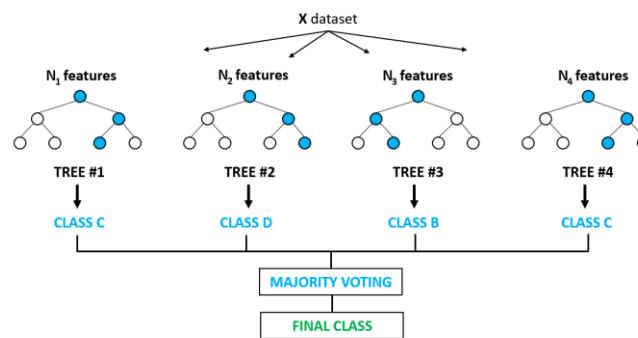 X dataset
N₁ features
N₂ features
N₃ features
N₄ features
TREE #1
TREE #2
TREE #3
TREE #4
CLASS C
CLASS D
CLASS B
CLASS C
MAJORITY VOTING
FINAL CLASS